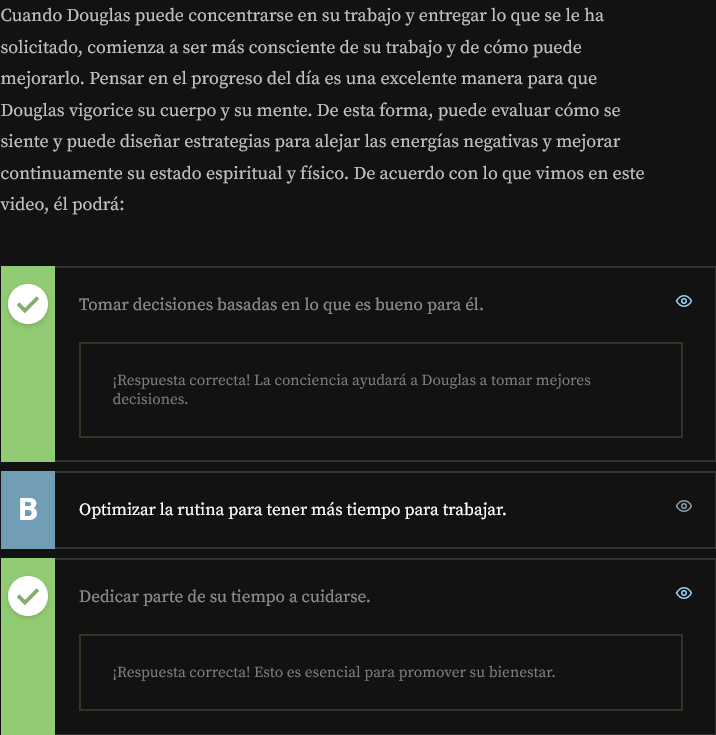 Cuando Douglas puede concentrarse en su trabajo y entregar lo que se le ha
solicitado, comienza a ser más consciente de su trabajo y de cómo puede
mejorarlo. Pensar en el progreso del día es una excelente manera para que
Douglas vigorice su cuerpo y su mente. De esta forma, puede evaluar cómo se
siente y puede diseñar estrategias para alejar las energías negativas y mejorar
continuamente su estado espiritual y físico. De acuerdo con lo que vimos en este
video, él podrá:
Tomar decisiones basadas en lo que es bueno para él.
¡Respuesta correcta! La conciencia ayudará a Douglas a tomar mejores
decisiones.
B
Optimizar la rutina para tener más tiempo para trabajar.
Dedicar parte de su tiempo a cuidarse.
¡Respuesta correcta! Esto es esencial para promover su bienestar.